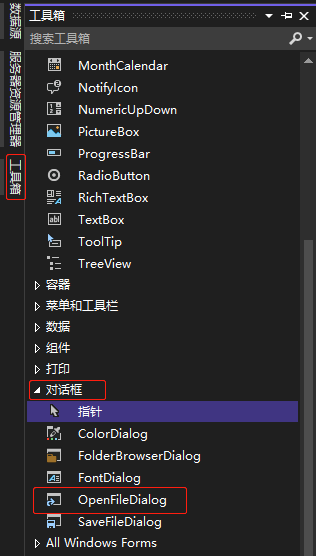 数据源
服务器资源管理器
工具箱
工具箱
搜索工具箱
MonthCalendar
NotifyIcon
NumericUpDown
PictureBox
ProgressBar
RadioButton
RichTextBox
TextBox
ToolTip
TreeView
容器
菜单和工具栏
数据
组件
打印
对话框
指针
ColorDialog
FolderBrowserDialog
FontDialog
OpenFileDialog
SaveFileDialog
All Windows Forms